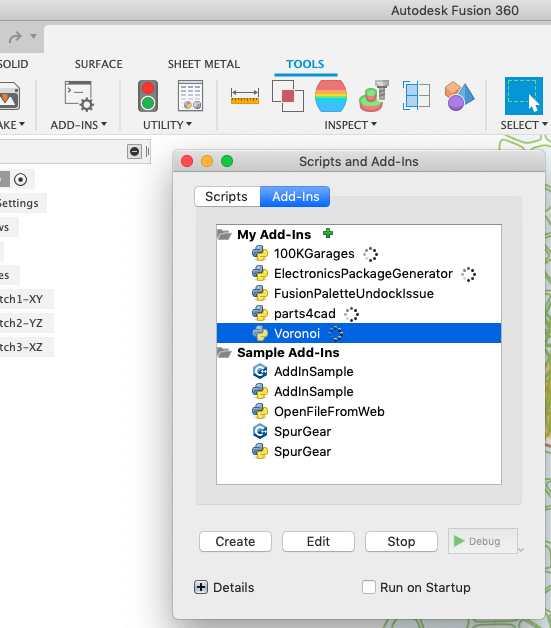 Autodesk Fusion 360
SOLID SURFACE SHEET METAL TOOLS
AKE ADD-INS UTILITY INSPECT SELECT
Scripts and Add-Ins
Scripts Add-Ins
Settings
ws
es
tch1-XY
tch2-YZ
tch3-XZ
My Add-Ins
100KGarages
ElectronicsPackageGenerator
FusionPaletteUndockIssue
parts4cad
Voronoi
Sample Add-Ins
AddInSample
AddInSample
OpenFileFromWeb
SpurGear
SpurGear
Create Edit Stop Debug
Details Run on Startup